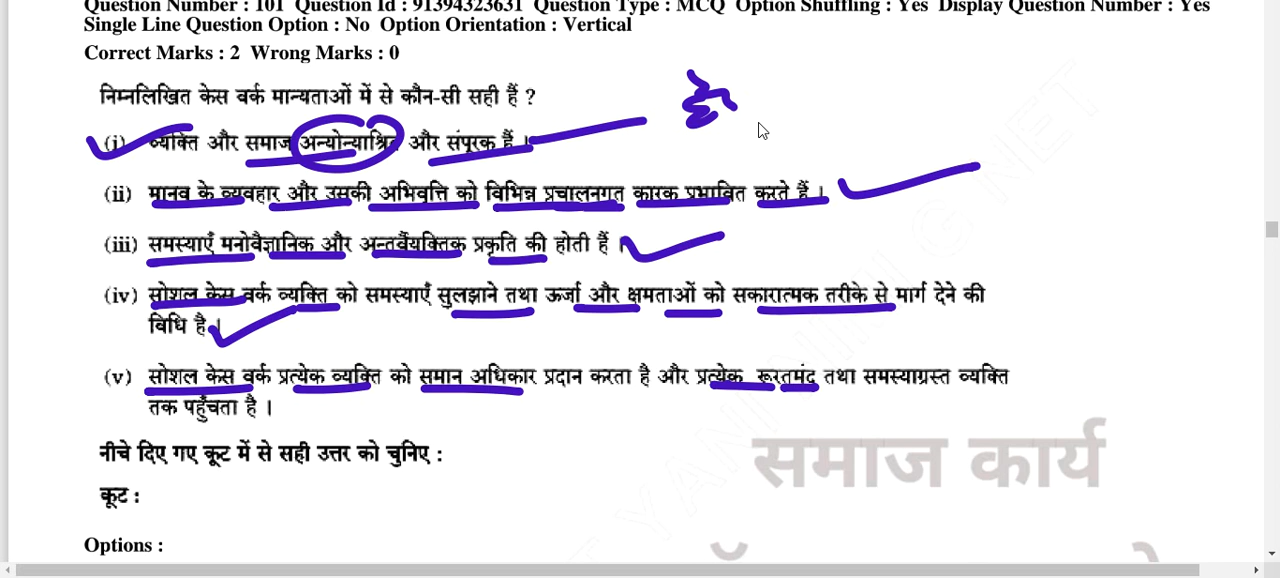 Question Number : 101 Question Id : 91394323631 Question Type : MCQ Option Shuffling : Yes Display Question Number : Yes
Single Line Question Option : No Option Orientation : Vertical
Correct Marks : 2 Wrong Marks : 0
निम्नलिखित केस वर्क मान्यताओं में से कौन-सी सही हैं ?
(i) व्यक्ति और समाज अन्योन्याश्रित और संपूरक हैं ।
(ii) मानव के व्यवहार और उसकी अभिवृत्ति को विभिन्न प्रचालनगत कारक प्रभावित करते हैं ।
(iii) समस्याएँ मनोवैज्ञानिक और अन्तर्वैयक्तिक प्रकृति की होती हैं ।
(iv) सोशल केस वर्क व्यक्ति को समस्याएँ सुलझाने तथा ऊर्जा और क्षमताओं को सकारात्मक तरीके से मार्ग देने की
विधि है ।
(v) सोशल केस वर्क प्रत्येक व्यक्ति को समान अधिकार प्रदान करता है और प्रत्येक रूरतमंद तथा समस्याग्रस्त व्यक्ति
तक पहुँचता है ।
नीचे दिए गए कूट में से सही उत्तर को चुनिए :
कूट :
समाज कार्य
Options :